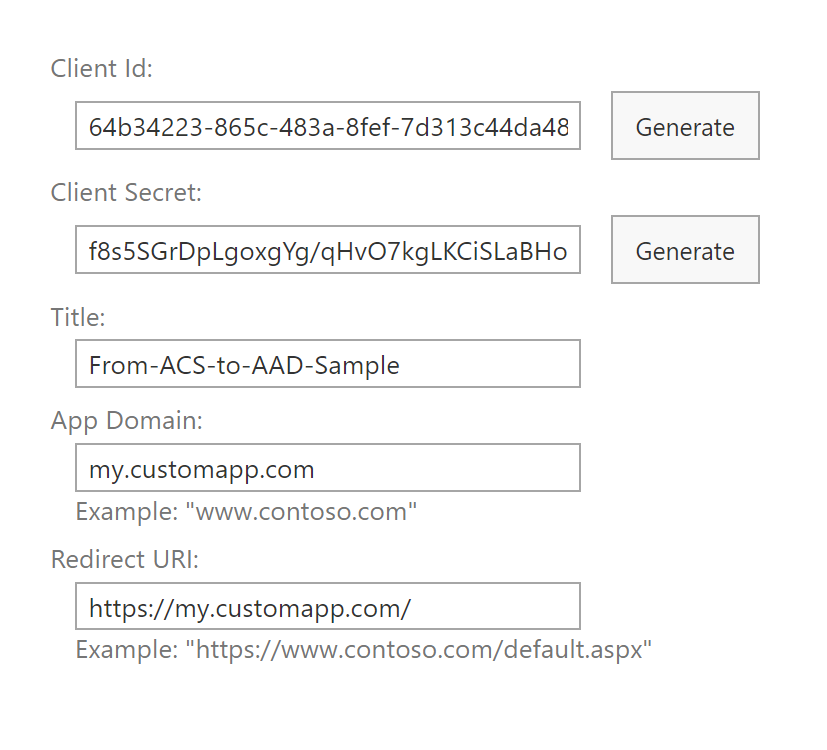 Client Id:
64b34223-865c-483a-8fef-7d313c44da48 Generate
Client Secret:
f8s5SGrDpLgoxgYg/qHvO7kgLKCiSLaBHo Generate
Title:
From-ACS-to-AAD-Sample
App Domain:
my.customapp.com
Example: "www.contoso.com"
Redirect URI:
https://my.customapp.com/
Example: "https://www.contoso.com/default.aspx"